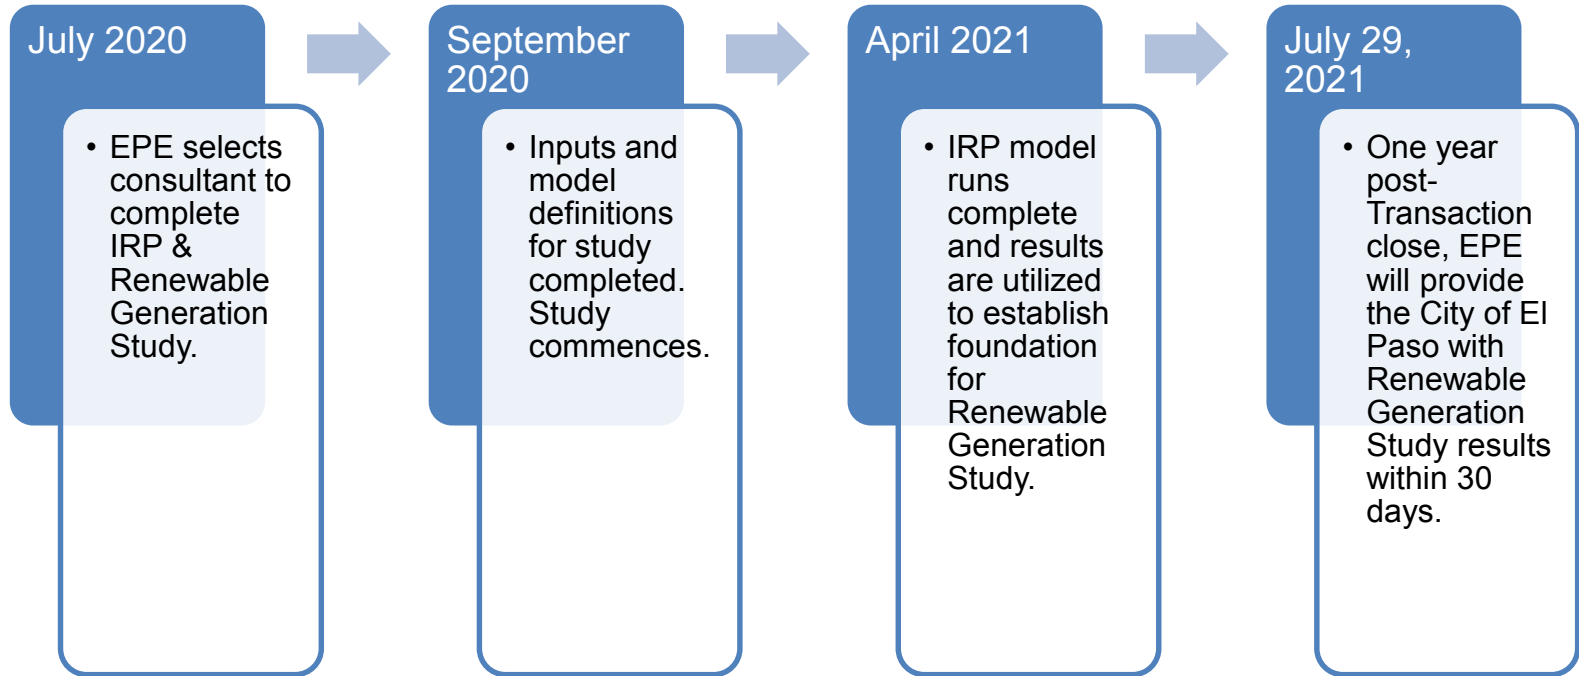 July 2020
• EPE selects
consultant to
complete
IRP &
Renewable
Generation
Study.
September
2020
• Inputs and
model
definitions
for study
completed.
Study
commences.
April 2021
• IRP model
runs
complete
and results
are utilized
to establish
foundation
for
Renewable
Generation
Study.
July 29,
2021
• One year
post-
Transaction
close, EPE
will provide
the City of El
Paso with
Renewable
Generation
Study results
within 30
days.